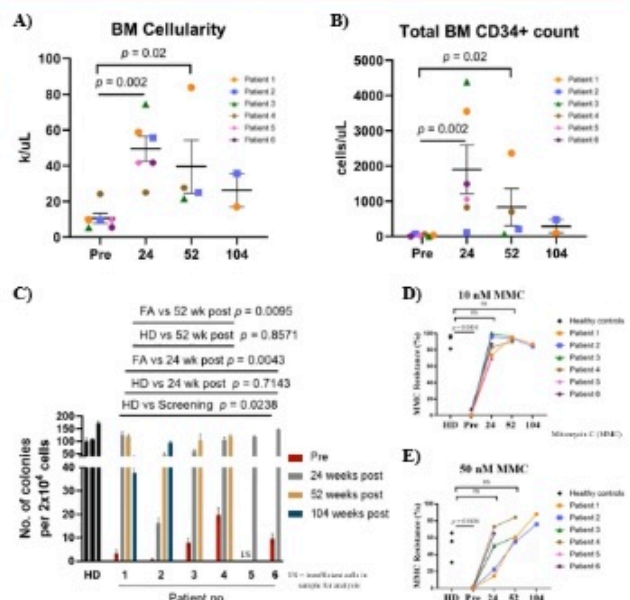 A)
BM Cellularity
p = 0.02
p = 0.002
Patient 1
Patient 2
Patient 3
Patient 4
Patient 5
Patient 6
k/uL
100
80
60
40
20
0
Pre 24 52 104
B)
Total BM CD34+ count
p = 0.02
p = 0.002
Patient 1
Patient 2
Patient 3
Patient 4
Patient 5
Patient 6
cells/uL
5000
4000
3000
2000
1000
0
Pre 24 52 104
C)
FA vs 52 wk post p = 0.0095
HD vs 52 wk post p = 0.8571
FA vs 24 wk post p = 0.0043
HD vs 24 wk post p = 0.7143
HD vs Screening p = 0.0238
No. of colonies
per 2x10⁴ cells
200
150
100
50
40
20
0
Pre
24 weeks post
52 weeks post
104 weeks post
IS
HD 1 2 3 4 5 6
Patient no
IS = insufficient cells in
sample for analysis
D)
10 nM MMC
ns
ns
MMC Resistance (%)
100
80
60
40
20
0
HD Pre 24 52 104
Healthy controls
Patient 1
Patient 2
Patient 3
Patient 4
Patient 5
Patient 6
Mitomycin C (MMC)
E)
50 nM MMC
ns
ns
MMC Resistance (%)
100
80
60
40
20
0
HD Pre 24 52 104
Healthy controls
Patient 1
Patient 2
Patient 3
Patient 4
Patient 5
Patient 6